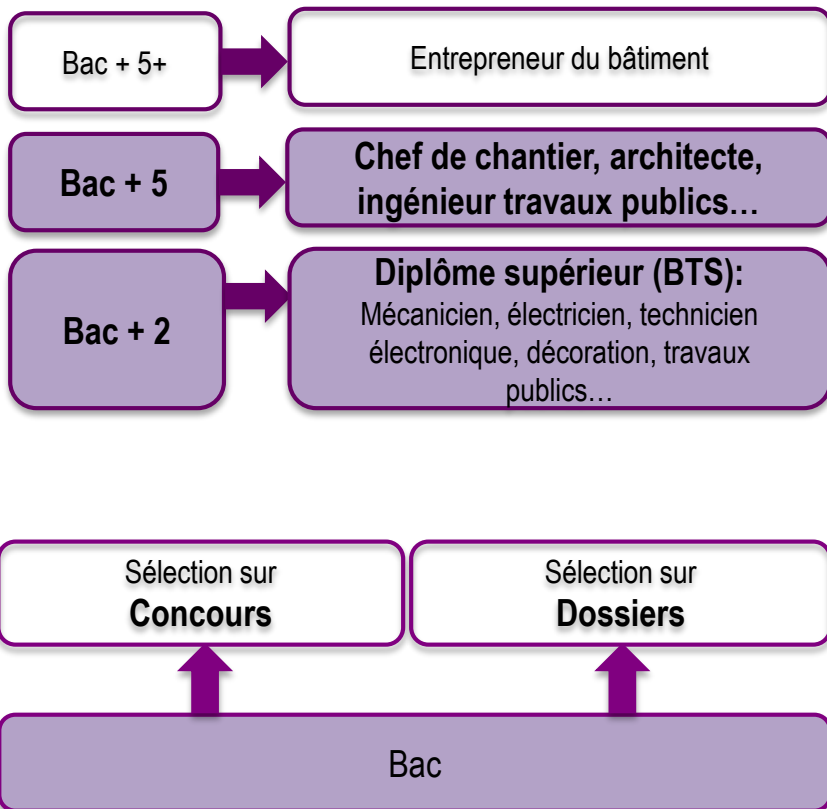 Bac + 5+
Entrepreneur du bâtiment
Bac + 5
Chef de chantier, architecte,
ingénieur travaux publics…
Bac + 2
Diplôme supérieur (BTS):
Mécanicien, électricien, technicien
électronique, décoration, travaux
publics…
Sélection sur
Concours
Sélection sur
Dossiers
Bac